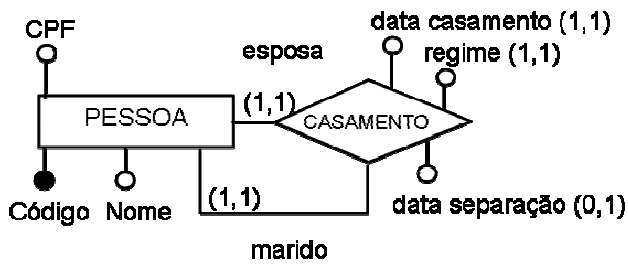 CPF
esposa
data casamento (1,1)
regime (1,1)
PESSOA
(1,1)
CASAMENTO
Código
Nome
(1,1)
data separação (0,1)
marido